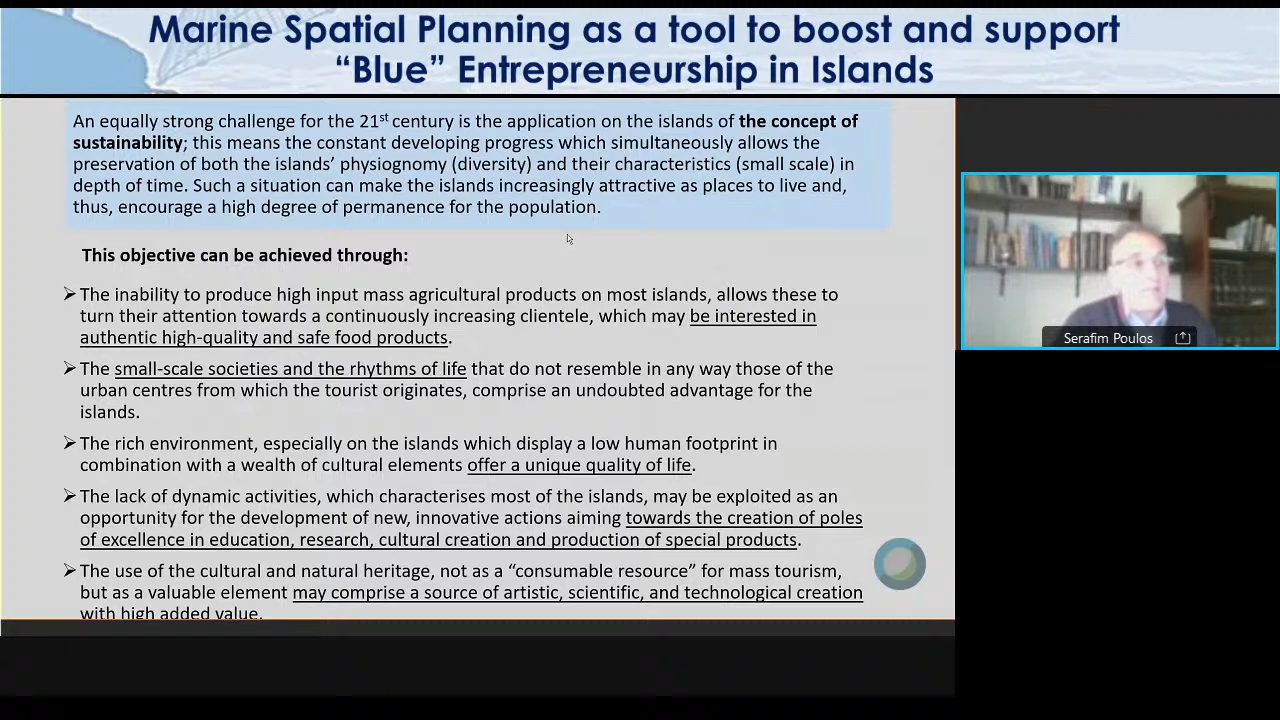 Marine Spatial Planning as a tool to boost and support
“Blue” Entrepreneurship in Islands
An equally strong challenge for the 21st century is the application on the islands of the concept of
sustainability; this means the constant developing progress which simultaneously allows the
preservation of both the islands’ physiognomy (diversity) and their characteristics (small scale) in
depth of time. Such a situation can make the islands increasingly attractive as places to live and,
thus, encourage a high degree of permanence for the population.
This objective can be achieved through:
➢ The inability to produce high input mass agricultural products on most islands, allows these to
turn their attention towards a continuously increasing clientele, which may be interested in
authentic high-quality and safe food products.
➢ The small-scale societies and the rhythms of life that do not resemble in any way those of the
urban centres from which the tourist originates, comprise an undoubted advantage for the
islands.
➢ The rich environment, especially on the islands which display a low human footprint in
combination with a wealth of cultural elements offer a unique quality of life.
➢ The lack of dynamic activities, which characterises most of the islands, may be exploited as an
opportunity for the development of new, innovative actions aiming towards the creation of poles
of excellence in education, research, cultural creation and production of special products.
➢ The use of the cultural and natural heritage, not as a “consumable resource” for mass tourism,
but as a valuable element may comprise a source of artistic, scientific, and technological creation
with high added value.
Serafim Poulos